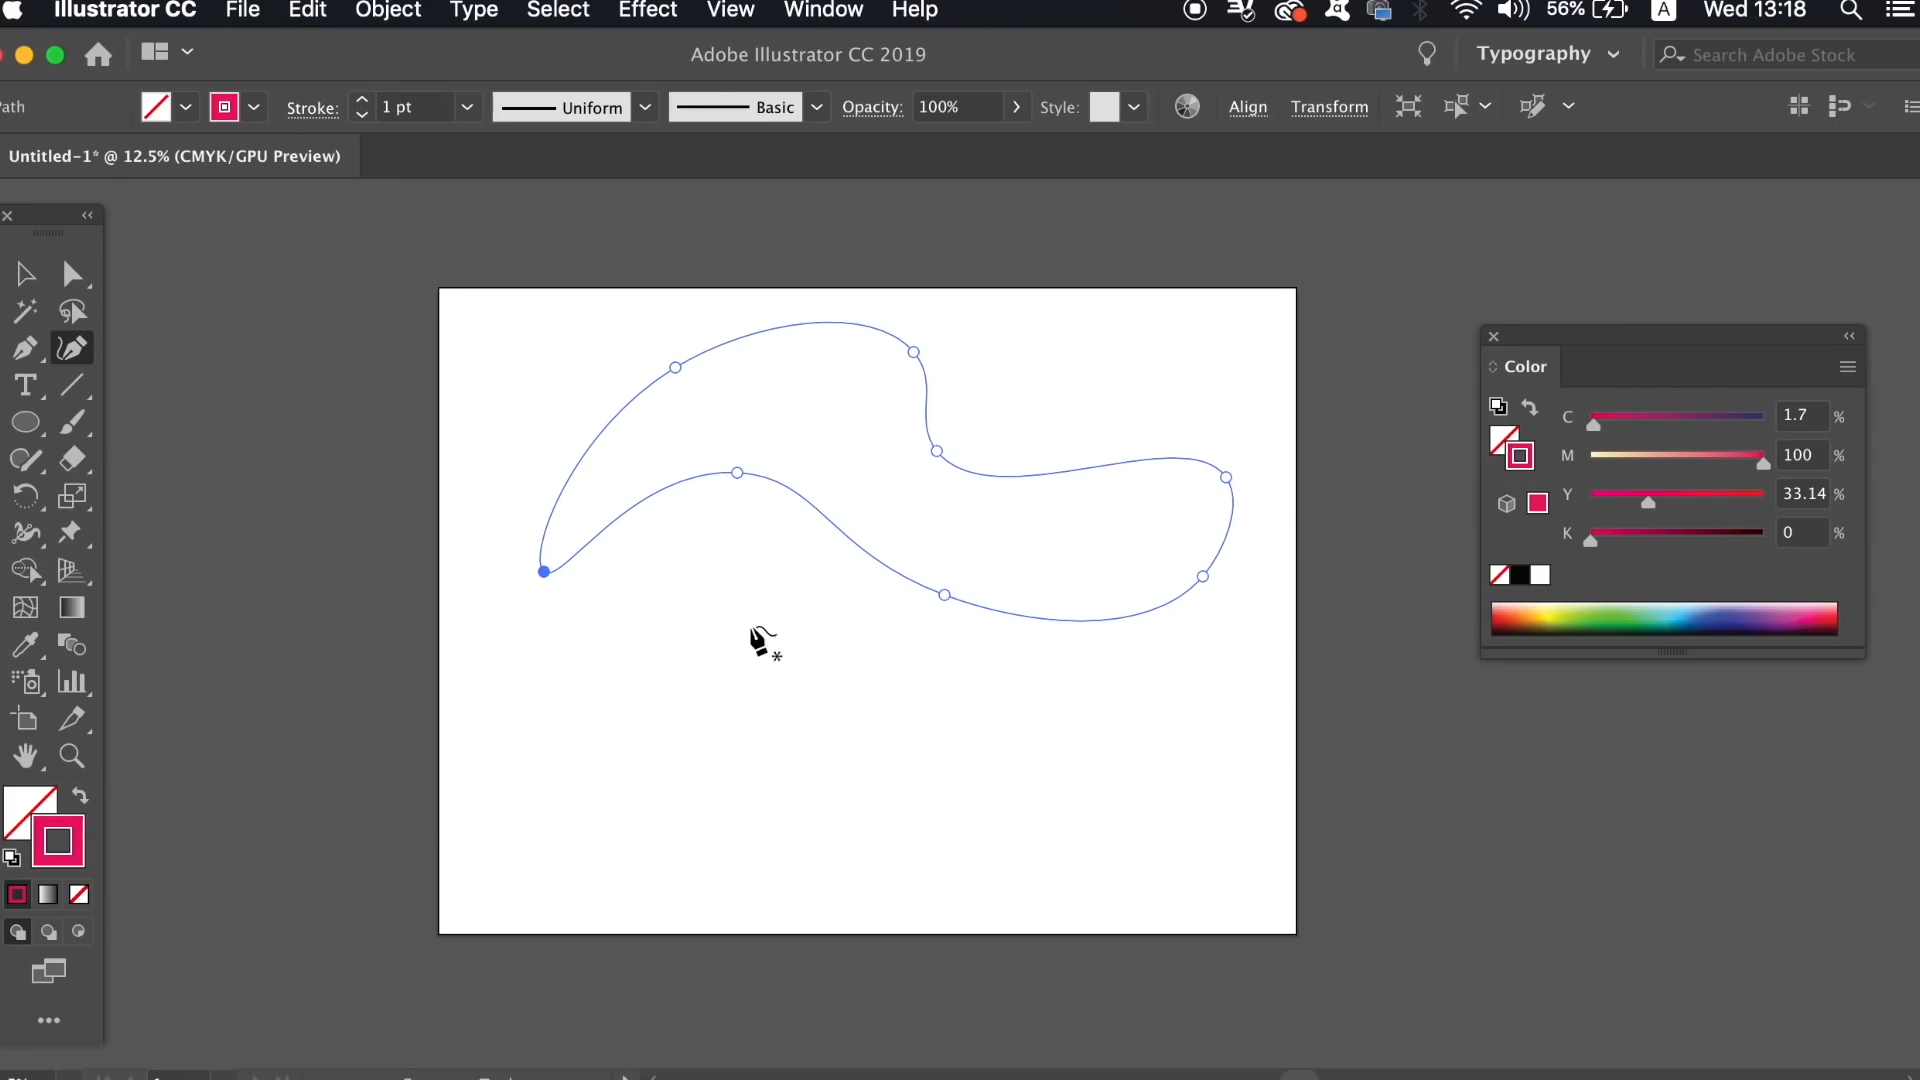 Illustrator CC File Edit Object Type Select Effect View Window Help 56% A Wed 13:18
Adobe Illustrator CC 2019 Typography Search Adobe Stock
ath Stroke: 1 pt Uniform Basic Opacity: 100% Style: Align Transform
Untitled-1* @ 12.5% (CMYK/GPU Preview)
Color
C 1.7 %
M 100 %
Y 33.14 %
K 0 %